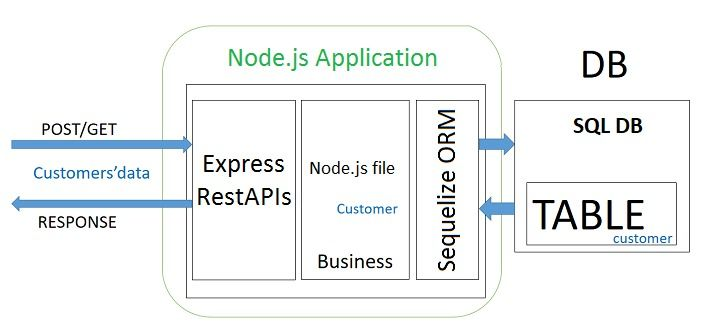 Node.js Application
DB
POST/GET
Customers'data
RESPONSE
Express
RestAPIs
Node.js file
Customer
Business
Sequelize ORM
SQL DB
TABLE
customer